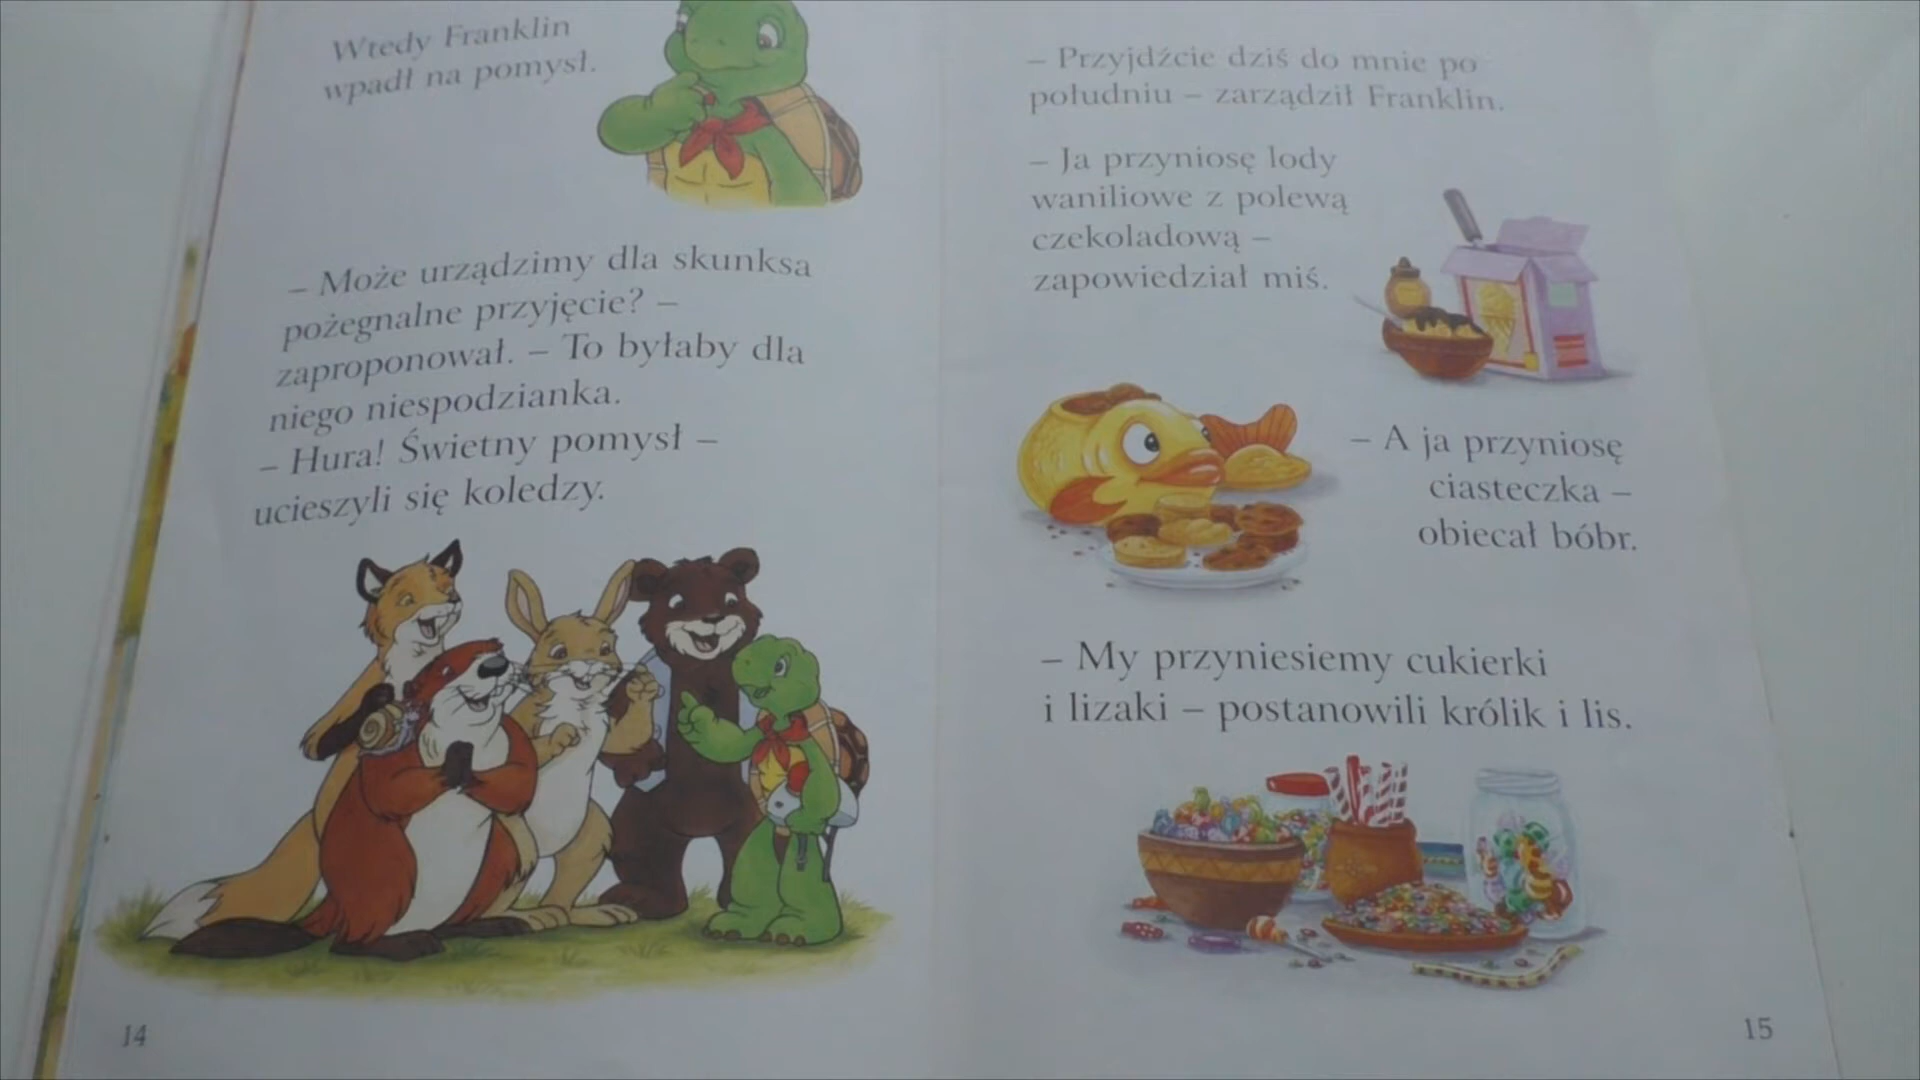 Wtedy Franklin
wpadł na pomysł.
– Może urządzimy dla skunksa
pożegnalne przyjęcie? –
zaproponował. – To byłaby dla
niego niespodzianka.
– Hura! Świetny pomysł –
ucieszyli się koledzy.
14
– Przyjdźcie dziś do mnie po
południu – zarządził Franklin.
– Ja przyniosę lody
waniliowe z polewą
czekoladową –
zapowiedział miś.
– A ja przyniosę
ciasteczka –
obiecał bóbr.
– My przyniesiemy cukierki
i lizaki – postanowili królik i lis.
15